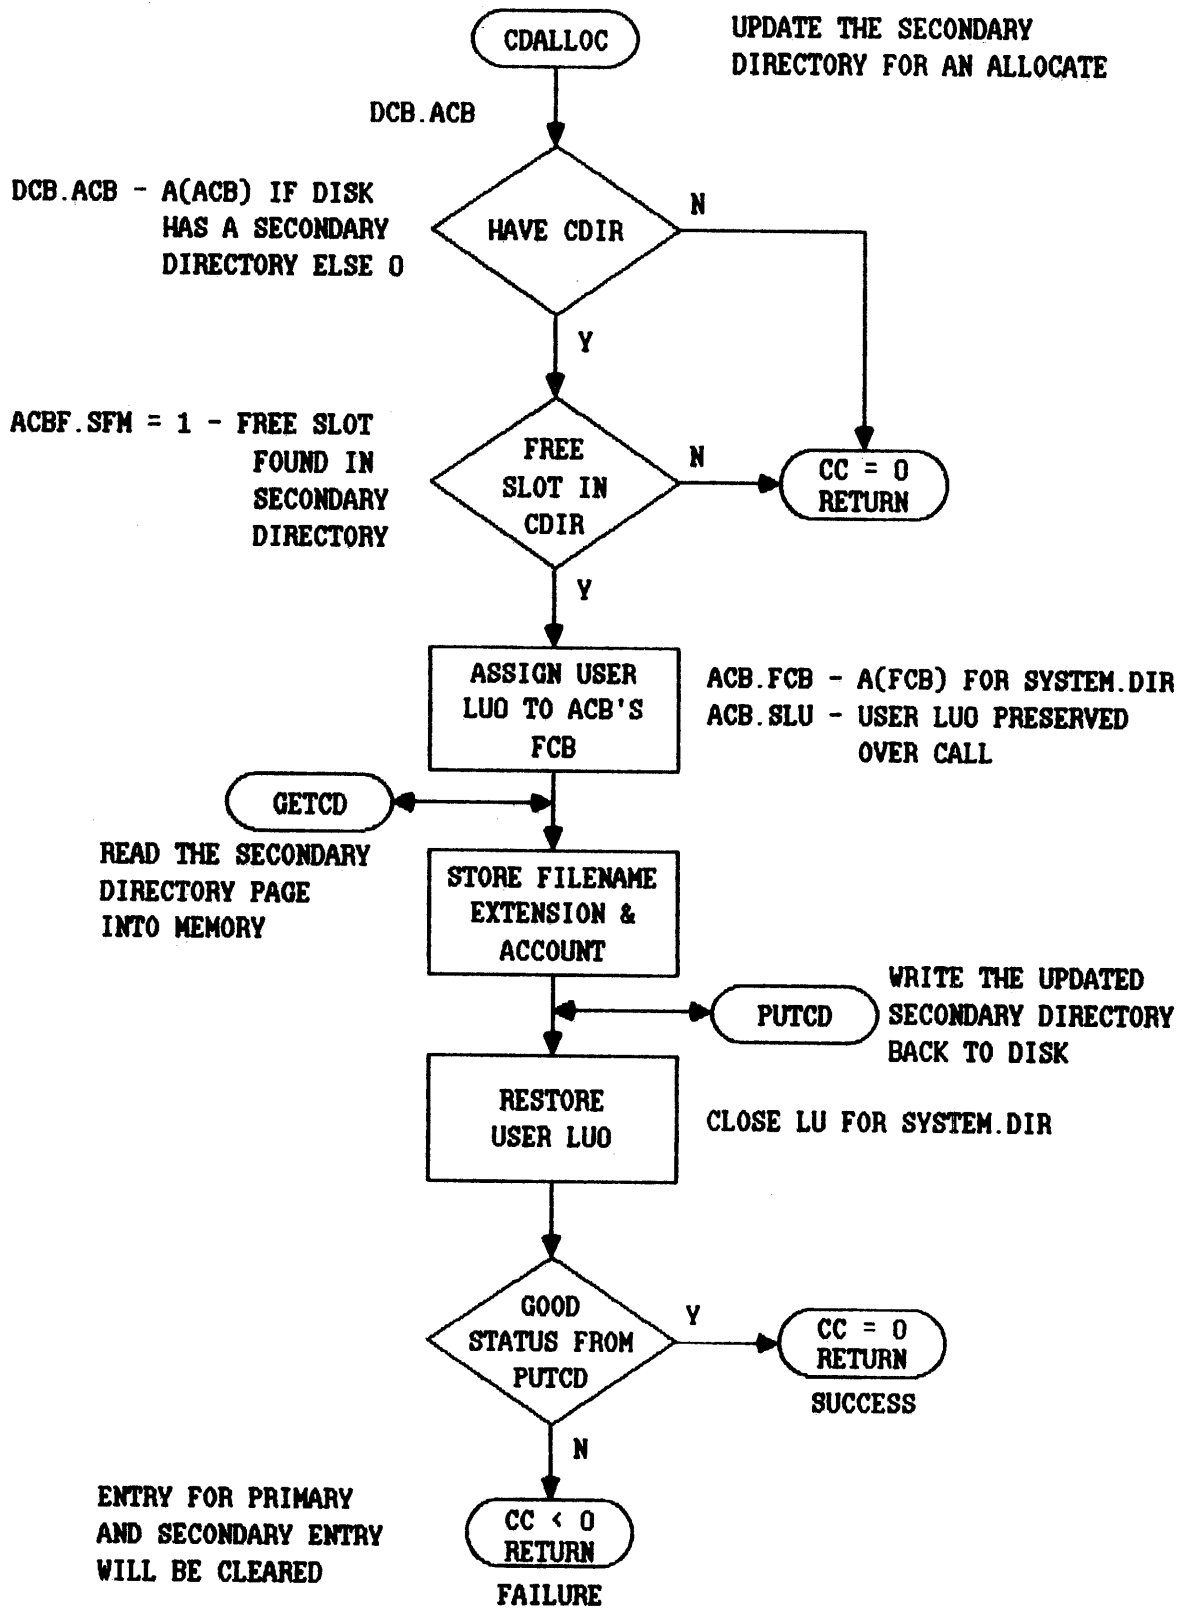 CDALLOC
UPDATE THE SECONDARY
DIRECTORY FOR AN ALLOCATE
DCB.ACB
DCB.ACB - A(ACB) IF DISK
HAS A SECONDARY
DIRECTORY ELSE 0
HAVE CDIR
N
Y
ACBF.SFM = 1 - FREE SLOT
FOUND IN
SECONDARY
DIRECTORY
FREE
SLOT IN
CDIR
N
CC = 0
RETURN
Y
ASSIGN USER
LU0 TO ACB'S
FCB
ACB.FCB - A(FCB) FOR SYSTEM.DIR
ACB.SLU - USER LU0 PRESERVED
OVER CALL
GETCD
READ THE SECONDARY
DIRECTORY PAGE
INTO MEMORY
STORE FILENAME
EXTENSION &
ACCOUNT
PUTCD
WRITE THE UPDATED
SECONDARY DIRECTORY
BACK TO DISK
RESTORE
USER LU0
CLOSE LU FOR SYSTEM.DIR
GOOD
STATUS FROM
PUTCD
Y
CC = 0
RETURN
SUCCESS
N
ENTRY FOR PRIMARY
AND SECONDARY ENTRY
WILL BE CLEARED
CC < 0
RETURN
FAILURE